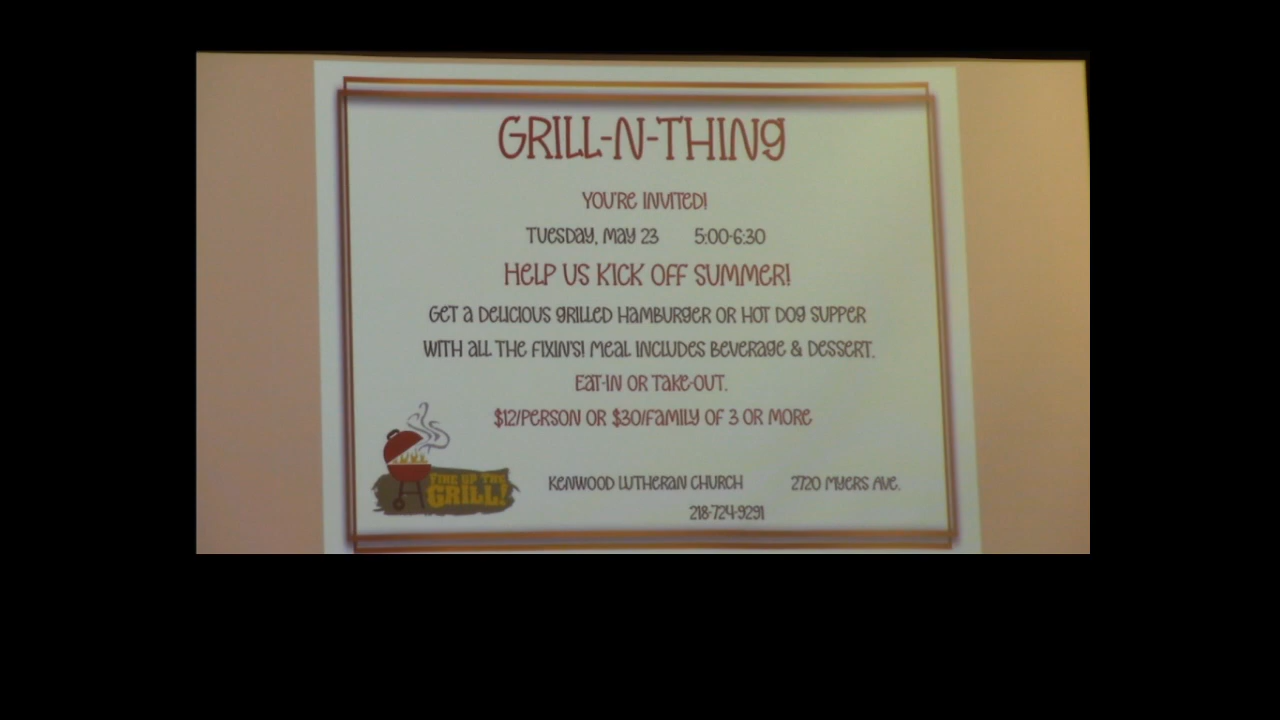 GRILL-N-THING
YOU'RE INVITED!
TUESDAY, MAY 23 5:00-6:30
HELP US KICK OFF SUMMER!
GET A DELICIOUS GRILLED HAMBURGER OR HOT DOG SUPPER
WITH ALL THE FIXIN'S! MEAL INCLUDES BEVERAGE & DESSERT.
EAT-IN OR TAKE-OUT.
$12/PERSON OR $30/FAMILY OF 3 OR MORE
FIRE UP THE
GRILL!
KENWOOD LUTHERAN CHURCH 2720 MYERS AVE.
218-724-9291